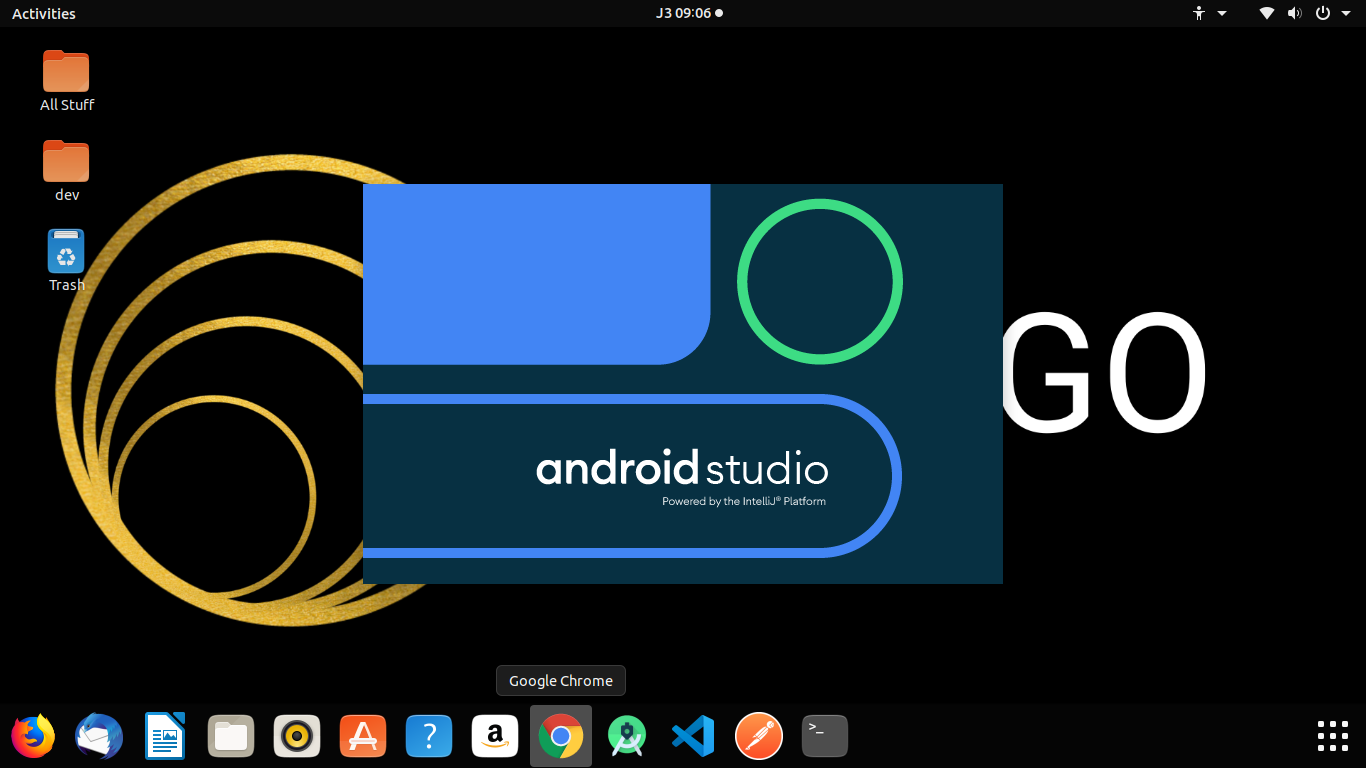 Activities
J3 09:06
All Stuff
dev
Trash
GO
android studio
Powered by the IntelliJ® Platform
Google Chrome
a
?
>_